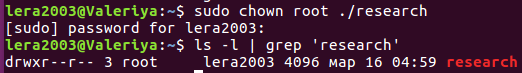 lera2003@Valeriya:~$ sudo chown root ./research
[sudo] password for lera2003:
lera2003@Valeriya:~$ ls -l | grep 'research'
drwxr--r-- 3 root     lera2003 4096 мар 16 04:59 research